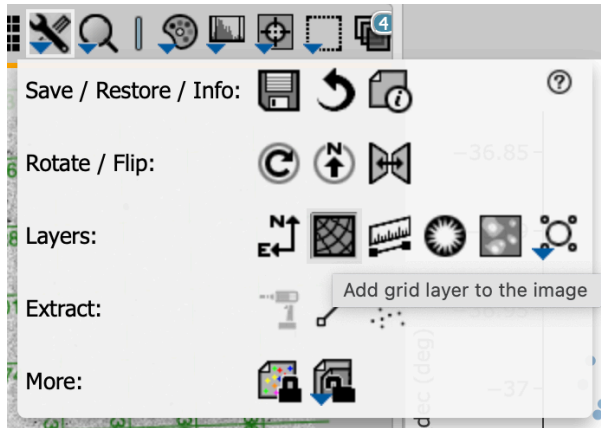 4
Save / Restore / Info:
i
?
Rotate / Flip:
N
-36.85
Layers:
N
E
Add grid layer to the image
Extract:
dec (deg)
More:
-37